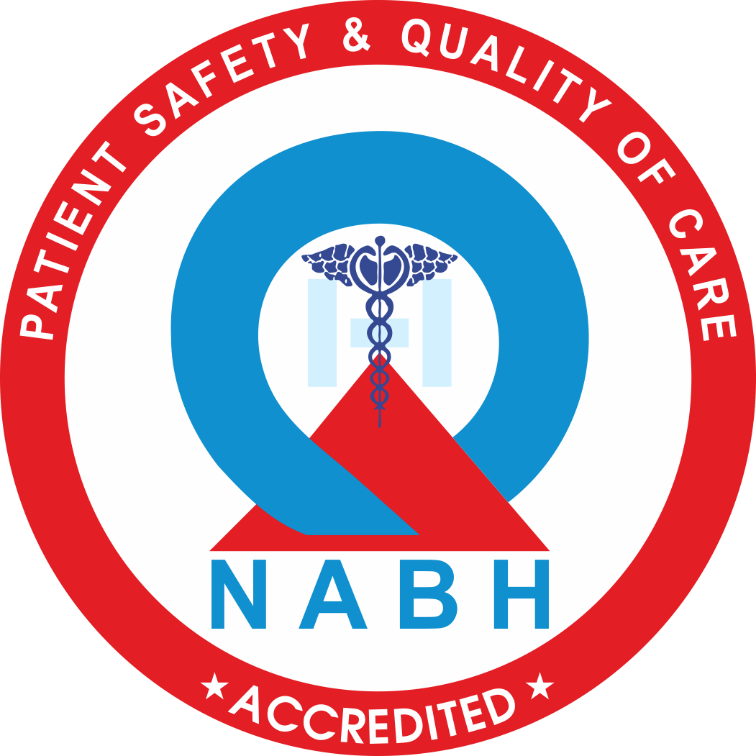 PATIENT SAFETY & QUALITY OF CARE
H
NABH
ACCREDITED